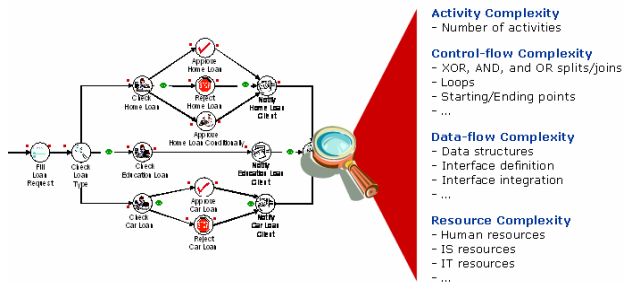 Approve
Home Loan
Check
Home Loan
Reject
Home Loan
Notify
Home Loan
Client
Approve
Home Loan Conditionally
Fill
Loan
Request
Check
Loan
Type
Check
Education Loan
Notify
Education Loan
Client
Approve
Car Loan
Check
Car Loan
Reject
Car Loan
Notify
Car Loan
Client
Activity Complexity
- Number of activities
Control-flow Complexity
- XOR, AND, and OR splits/joins
- Loops
- Starting/Ending points
- ...
Data-flow Complexity
- Data structures
- Interface definition
- Interface integration
- ...
Resource Complexity
- Human resources
- IS resources
- IT resources
- ...